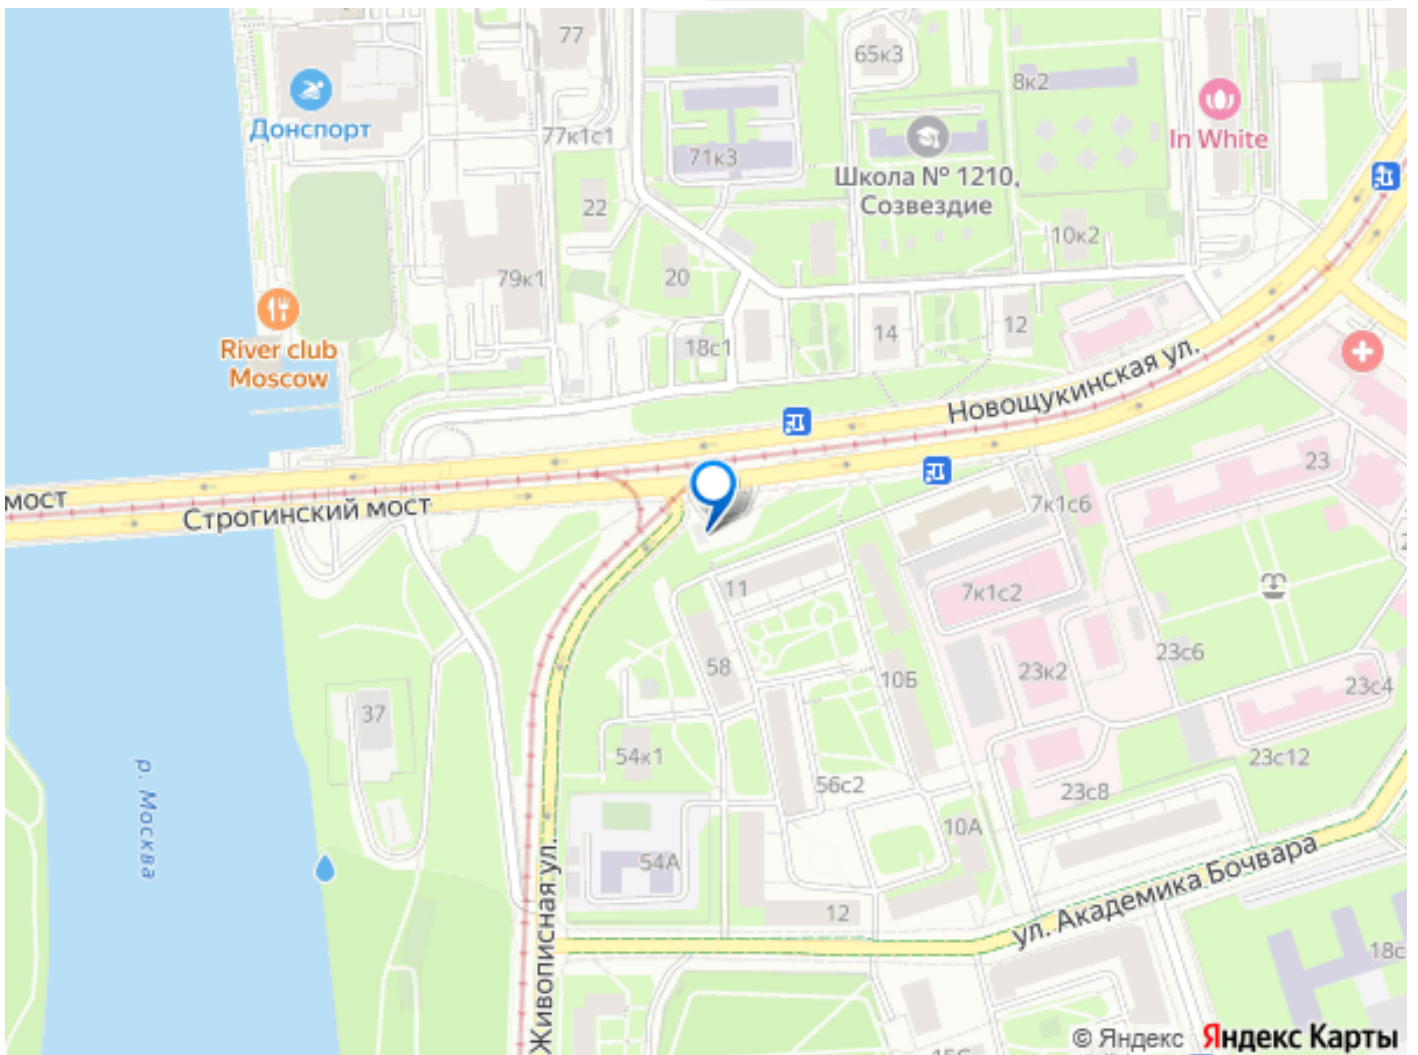 77
65к3
8к2
Донспорт
77к1с1
In White
71к3
Школа № 1210,
Созвездие
22
10к2
79к1
20
14
12
18с1
River club
Moscow
Новощукинская ул.
23
мост
Строгинский мост
7к1с6
11
7к1с2
58
10Б
23к2
23с6
23с4
37
54к1
56с2
23с12
23с8
р. Москва
10А
54А
12
ул. Академика Бочвара
Живописная ул.
18с
© Яндекс Яндекс Карты